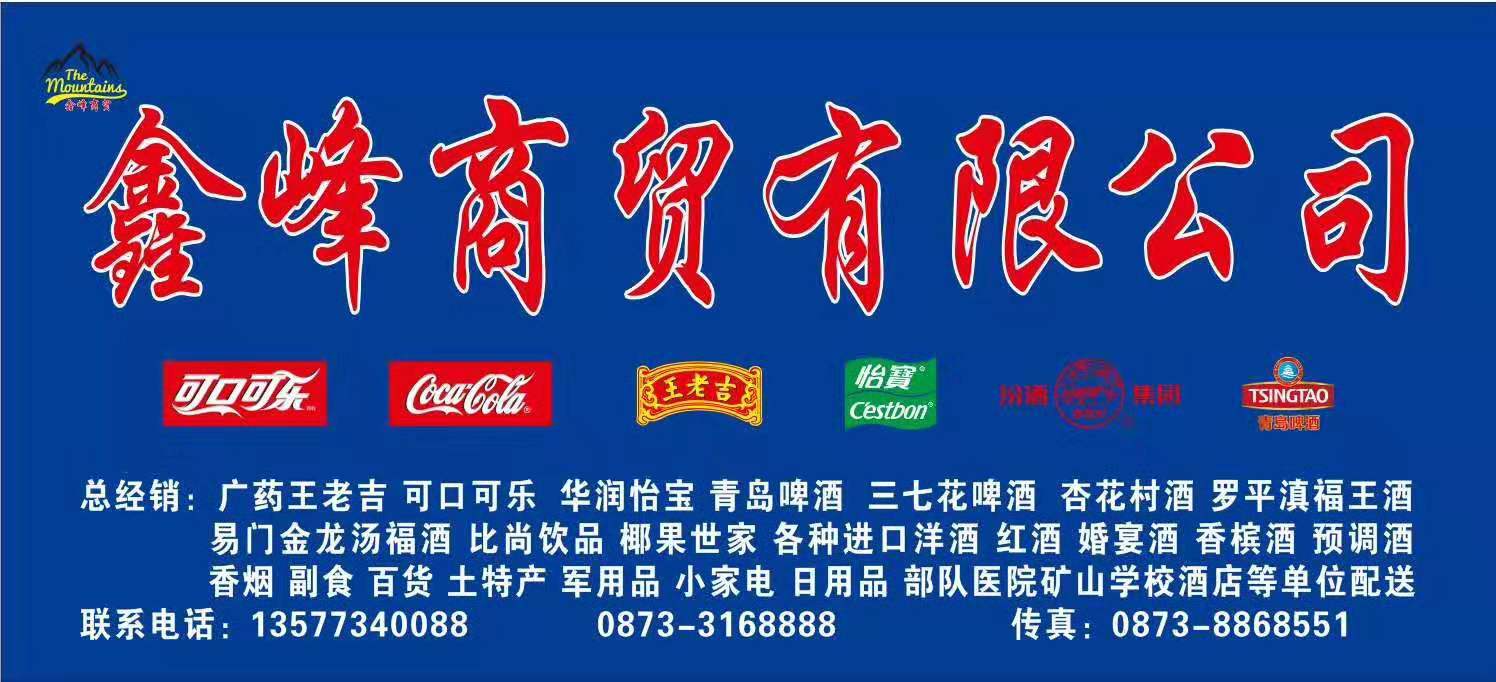 The
Mountains
鑫峰商贸
鑫峰商贸有限公司
可口可乐 Coca-Cola® 王老吉 怡寶® 汾酒 集团 TSINGTAO
C'estbon® 青岛啤酒
总经销：广药王老吉 可口可乐 华润怡宝 青岛啤酒 三七花啤酒 杏花村酒 罗平滇福王酒
易门金龙汤福酒 比尚饮品 椰果世家 各种进口洋酒 红酒 婚宴酒 香槟酒 预调酒
香烟 副食 百货 土特产 军用品 小家电 日用品 部队医院矿山学校酒店等单位配送
联系电话：13577340088 0873-3168888 传真：0873-8868551